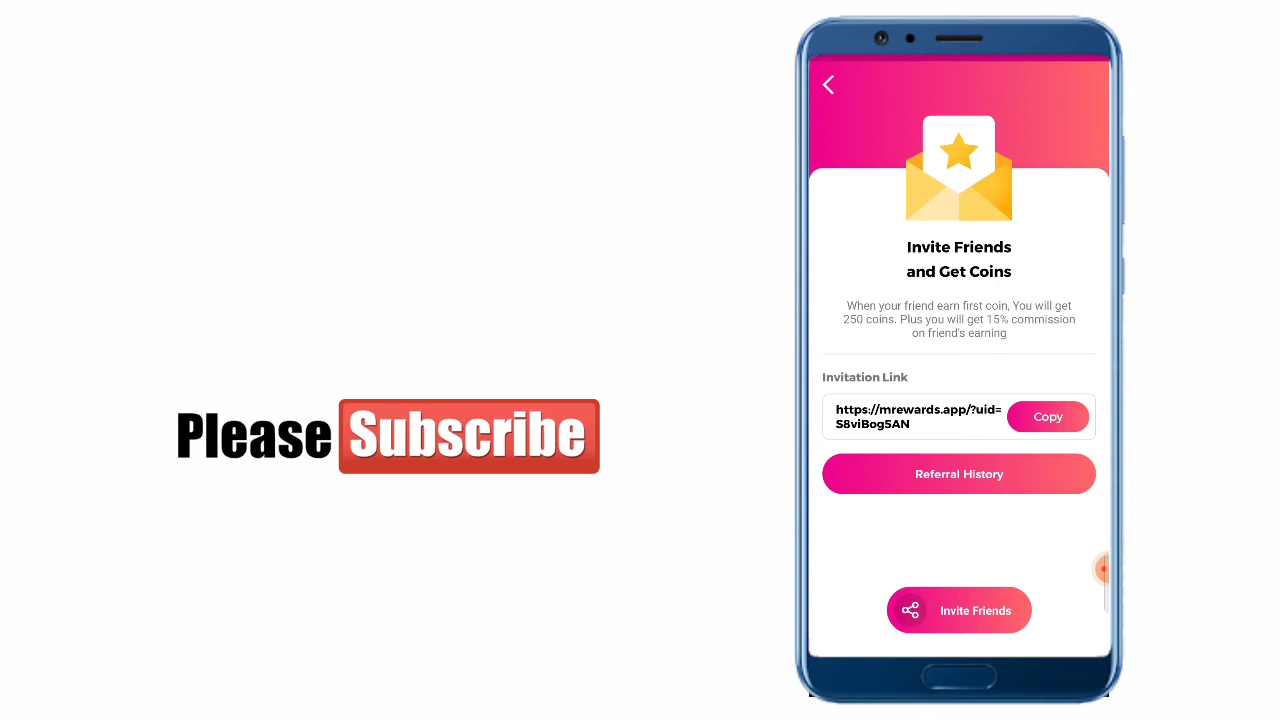 Please Subscribe
Invite Friends
and Get Coins
When your friend earn first coin, You will get
250 coins. Plus you will get 15% commission
on friend's earning
Invitation Link
https://mrewards.app/?uid=
S8viBog5AN
Copy
Referral History
Invite Friends